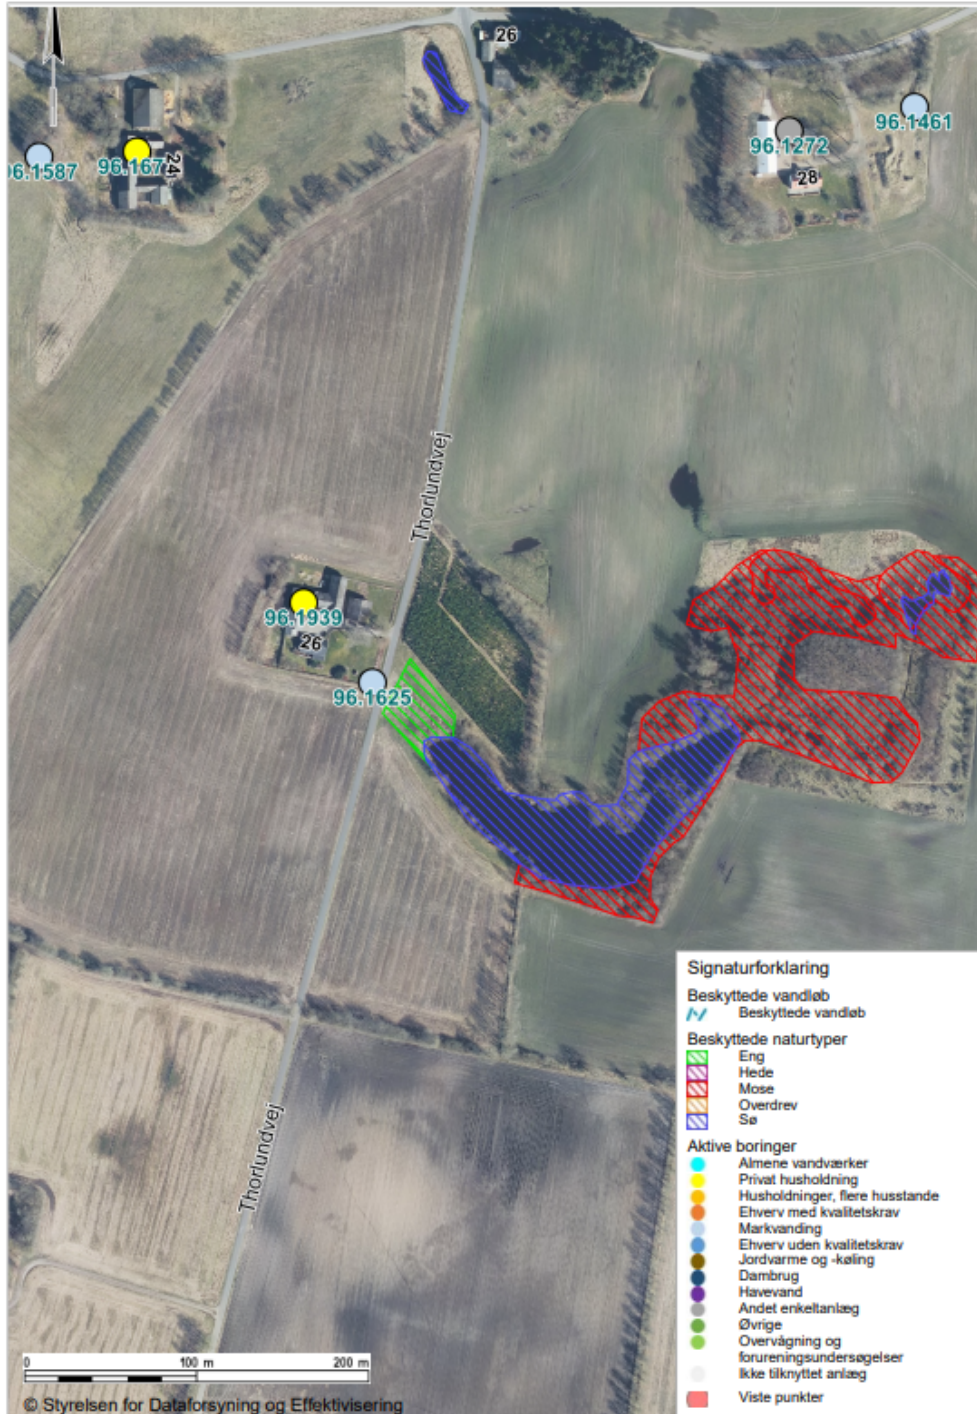 26
96.1461
96.1272
96.1587
96.167
24
28
Thorlundvej
96.1939
26
96.1625
Signaturforklaring
Beskyttede vandløb
Beskyttede vandløb
Beskyttede naturtyper
Eng
Hede
Mose
Overdrev
Sø
Aktive boringer
Almene vandværker
Privat husholdning
Husholdninger, flere husstande
Ehverv med kvalitetskrav
Markvanding
Ehverv uden kvalitetskrav
Jordvarme og -køling
Dambrug
Havevand
Andet enkeltanlæg
Øvrige
Overvågning og
forureningsundersøgelser
Ikke tilknyttet anlæg
Viste punkter
Thorlundvej
0 100 m 200 m
© Styrelsen for Dataforsyning og Effektivisering